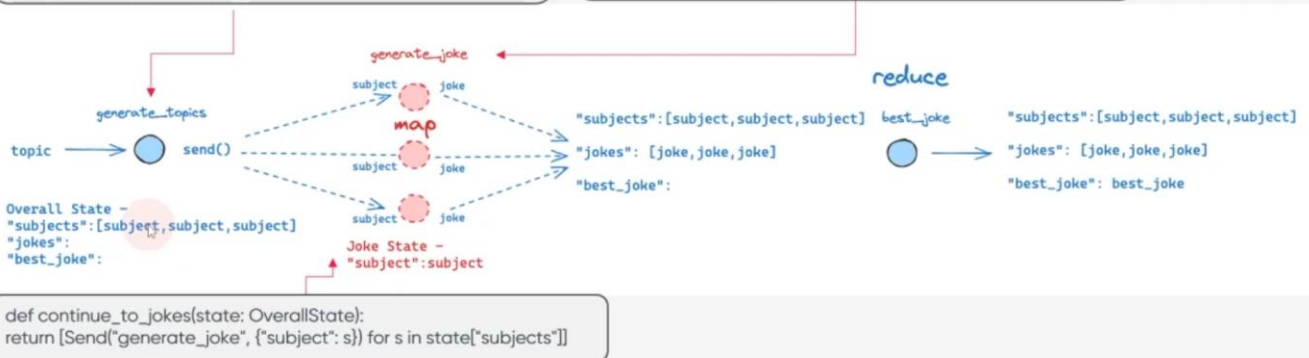 generate_joke
reduce
subject
joke
generate_topics
map
"subjects":[subject,subject,subject]
best_joke
"subjects":[subject,subject,subject]
topic
send()
"jokes": [joke,joke,joke]
"jokes": [joke,joke,joke]
subject
joke
"best_joke":
"best_joke": best_joke
Overall State –
"subjects":[subject,subject,subject]
"jokes":
"best_joke":
subject
joke
Joke State –
"subject":subject
def continue_to_jokes(state: OverallState):
return [Send("generate_joke", {"subject": s}) for s in state["subjects"]]